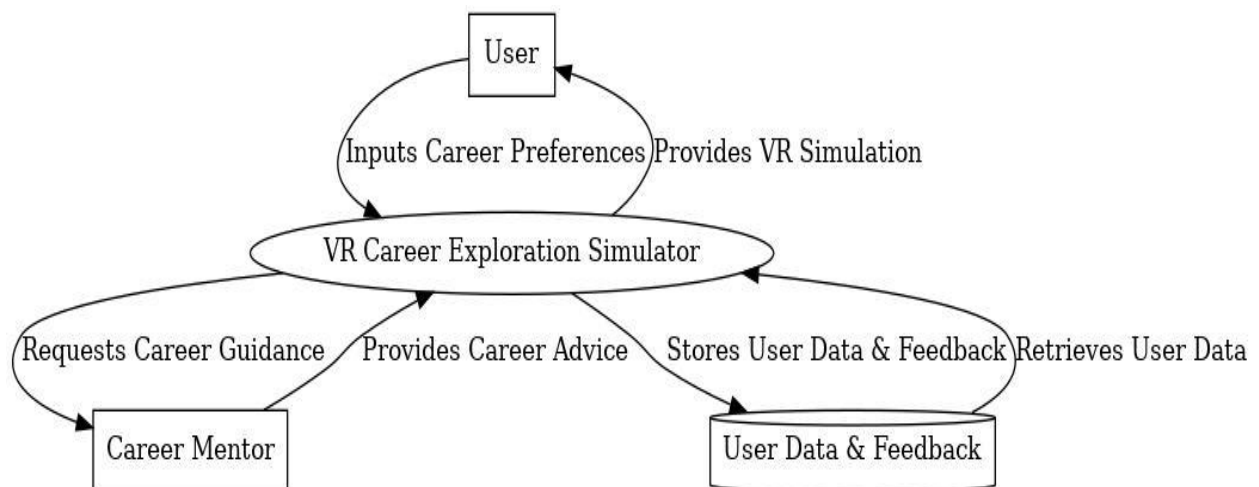 User
Inputs Career Preferences
Provides VR Simulation
VR Career Exploration Simulator
Requests Career Guidance
Provides Career Advice
Stores User Data & Feedback
Retrieves User Data
Career Mentor
User Data & Feedback